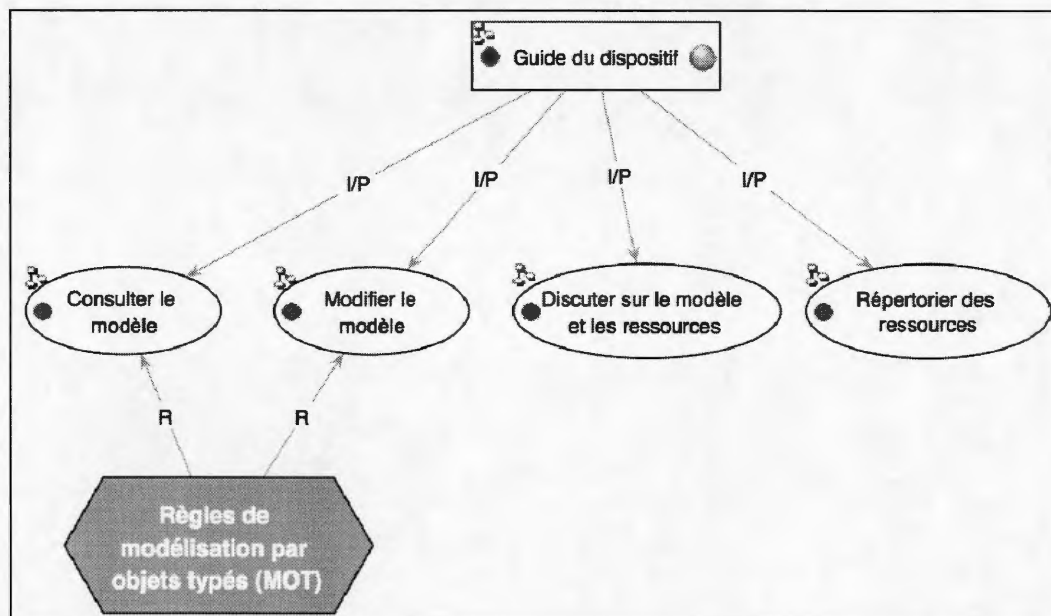 Guide du dispositif
I/P
I/P
I/P
I/P
Consulter le
modèle
Modifier le
modèle
Discuter sur le modèle
et les ressources
Répertorier des
ressources
R
R
Règles de
modélisation par
objets typés (MOT)